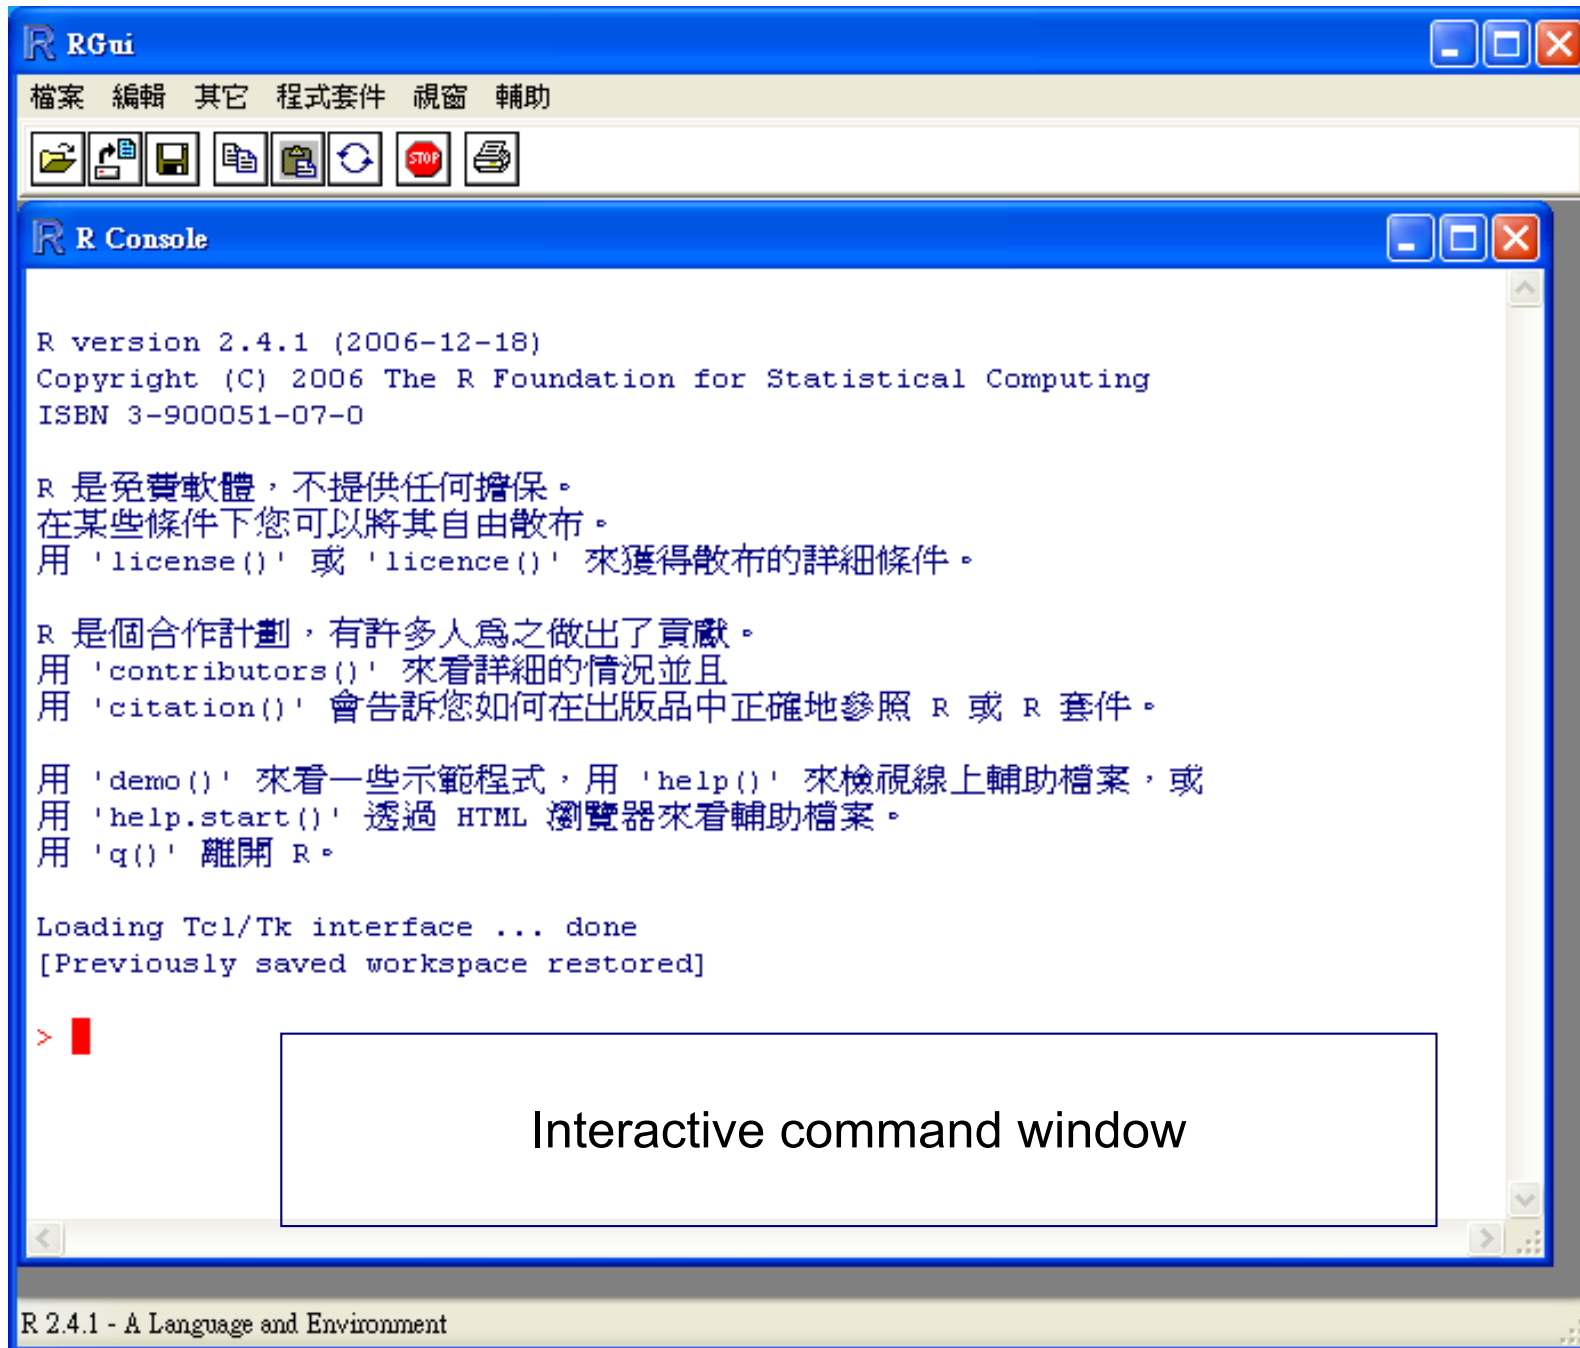 RGui
檔案 編輯 其它 程式套件 視窗 輔助
STOP
R Console
R version 2.4.1 (2006-12-18)
Copyright (C) 2006 The R Foundation for Statistical Computing
ISBN 3-900051-07-0
R 是免費軟體，不提供任何擔保。
在某些條件下您可以將其自由散布。
用 'license()' 或 'licence()' 來獲得散布的詳細條件。
R 是個合作計劃，有許多人為之做出了貢獻。
用 'contributors()' 來看詳細的情況並且
用 'citation()' 會告訴您如何在出版品中正確地參照 R 或 R 套件。
用 'demo()' 來看一些示範程式，用 'help()' 來檢視線上輔助檔案，或
用 'help.start()' 透過 HTML 瀏覽器來看輔助檔案。
用 'q()' 離開 R。
Loading Tcl/Tk interface ... done
[Previously saved workspace restored]
>
Interactive command window
R 2.4.1 - A Language and Environment